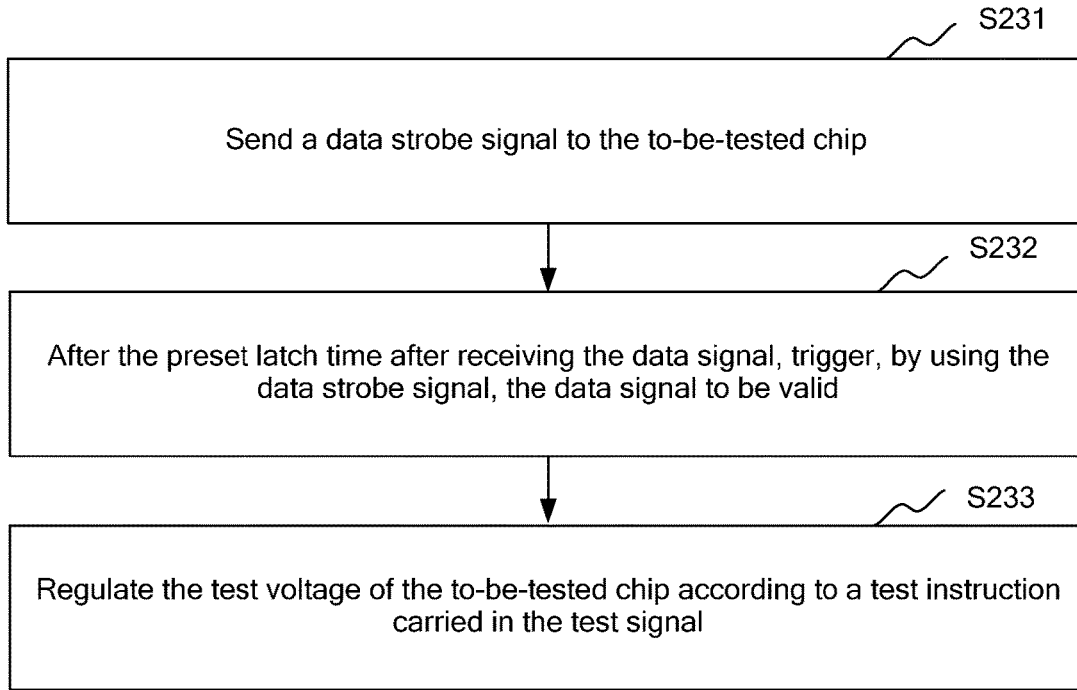 S231
Send a data strobe signal to the to-be-tested chip
S232
After the preset latch time after receiving the data signal, trigger, by using the
data strobe signal, the data signal to be valid
S233
Regulate the test voltage of the to-be-tested chip according to a test instruction
carried in the test signal